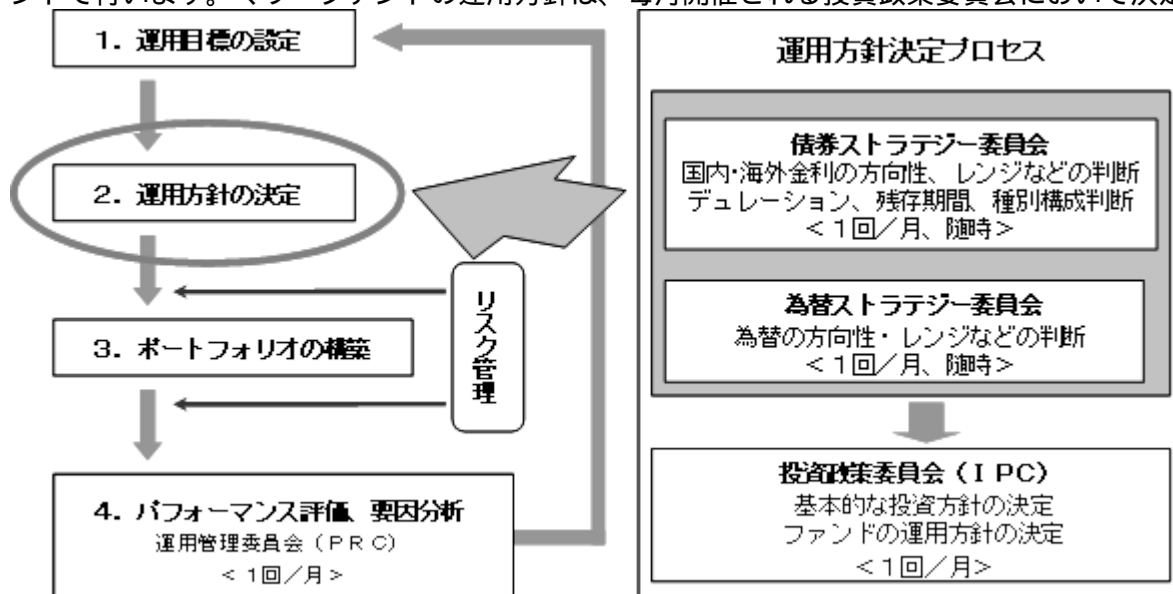 ントで行います。マザーファンドの運用方針は、毎月開催される投資政策委員会において決定
1. 運用目標の設定
2. 運用方針の決定
3. ポートフォリオの構築
リスク管理
4. パフォーマンス評価、要因分析
運用管理委員会(PRC)
<1回/月>
運用方針決定プロセス
債券ストラテジー委員会
国内・海外金利の方向性、レンジなどの判断
デュレーション、残存期間、種別構成判断
<1回/月、随時>
為替ストラテジー委員会
為替の方向性・レンジなどの判断
<1回/月、随時>
投資政策委員会(IPC)
基本的な投資方針の決定
ファンドの運用方針の決定
<1回/月>